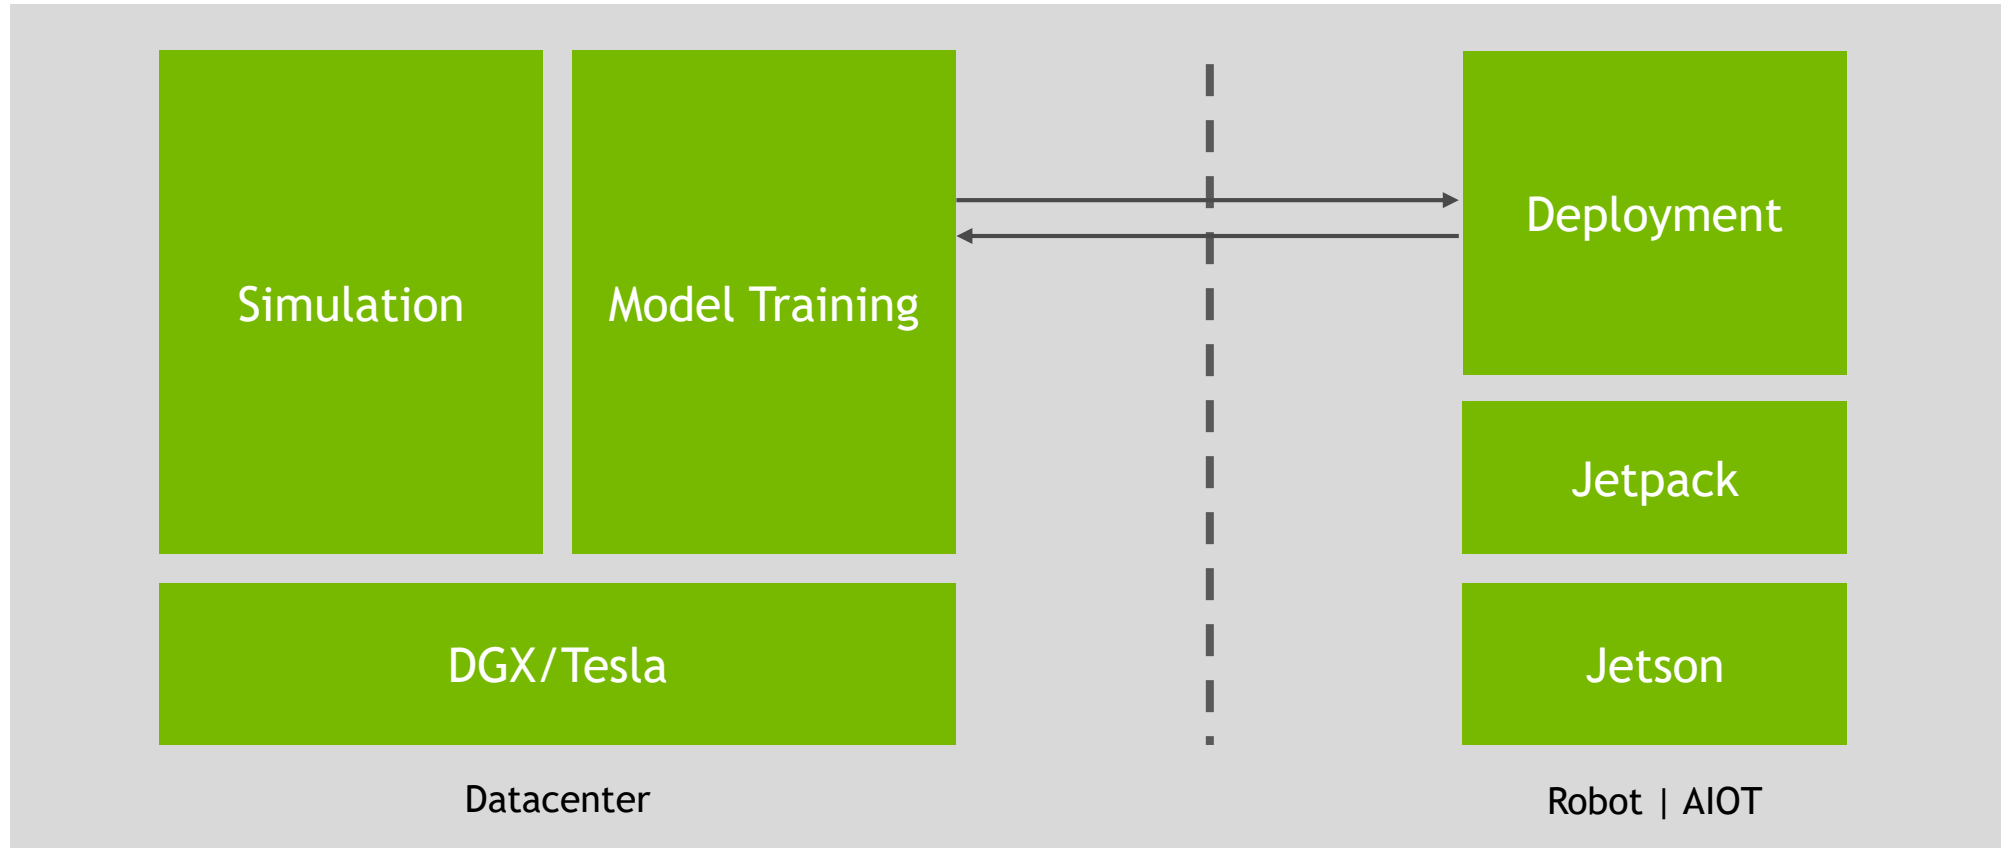 Simulation
Model Training
Deployment
Jetpack
DGX/Tesla
Jetson
Datacenter
Robot | AIOT